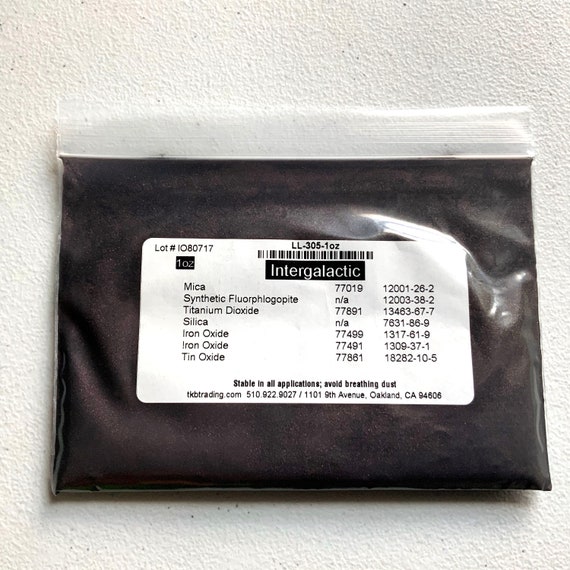 Lot # IO80717
LL-305-1oz
1oz
Intergalactic
Mica 77019 12001-26-2
Synthetic Fluorphlogopite n/a 12003-38-2
Titanium Dioxide 77891 13463-67-7
Silica n/a 7631-86-9
Iron Oxide 77499 1317-61-9
Iron Oxide 77491 1309-37-1
Tin Oxide 77861 18282-10-5
Stable in all applications; avoid breathing dust
tkbtrading.com 510.922.9027 / 1101 9th Avenue, Oakland, CA 94606